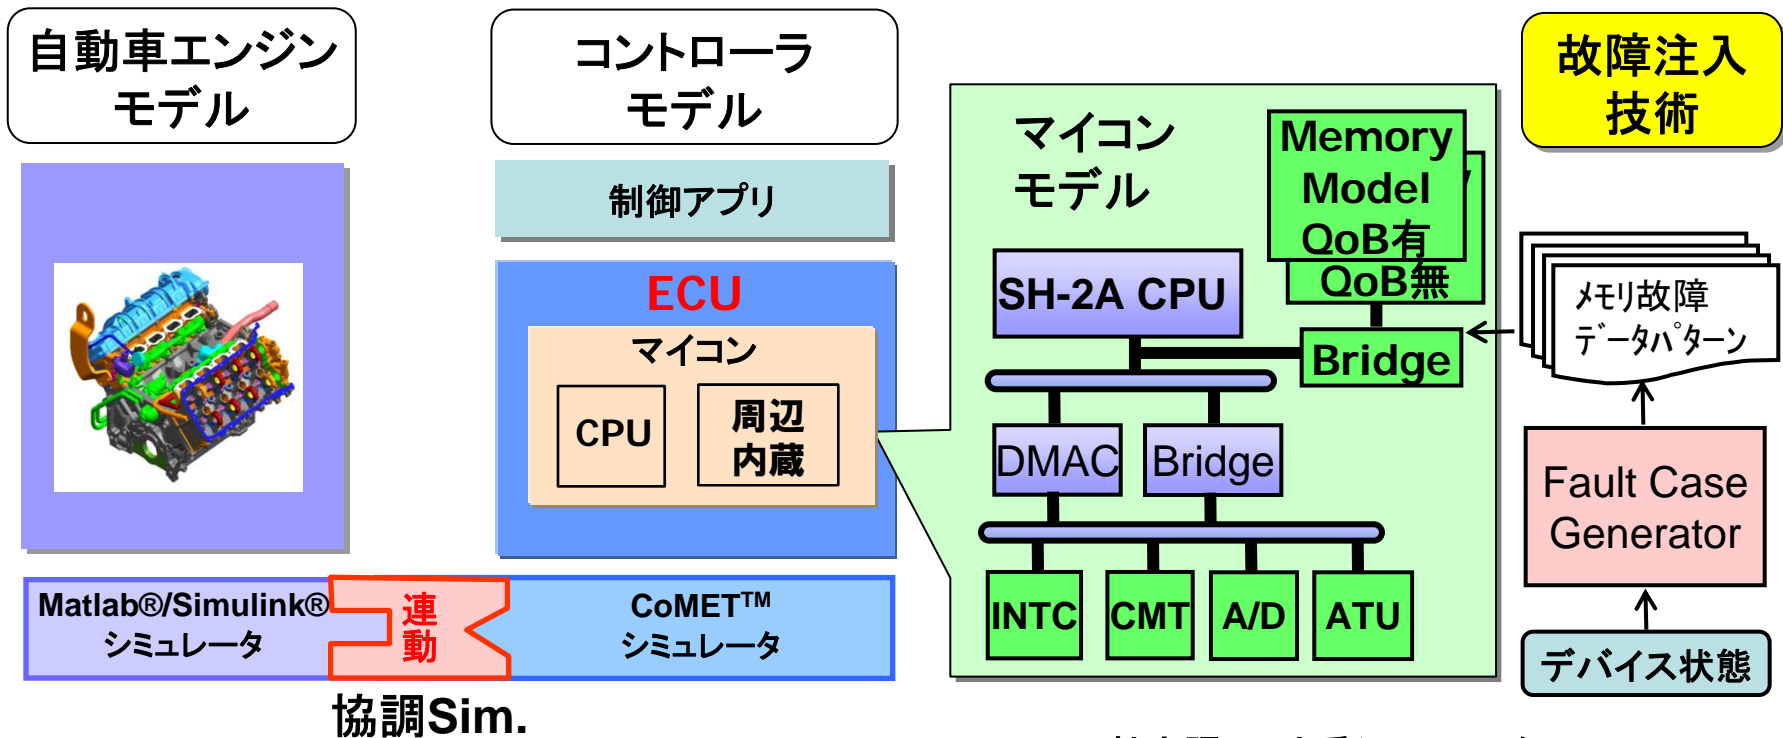 自動車エンジン
モデル
コントローラ
モデル
制御アプリ
ECU
マイコン
CPU
周辺
内蔵
Matlab®/Simulink®
シミュレータ
連
動
CoMET™
シミュレータ
協調Sim.
マイコン
モデル
Memory
Model
QoB有
QoB無
SH-2A CPU
Bridge
DMAC
Bridge
INTC
CMT
A/D
ATU
故障注入
技術
メモリ故障
データパターン
Fault Case
Generator
デバイス状態